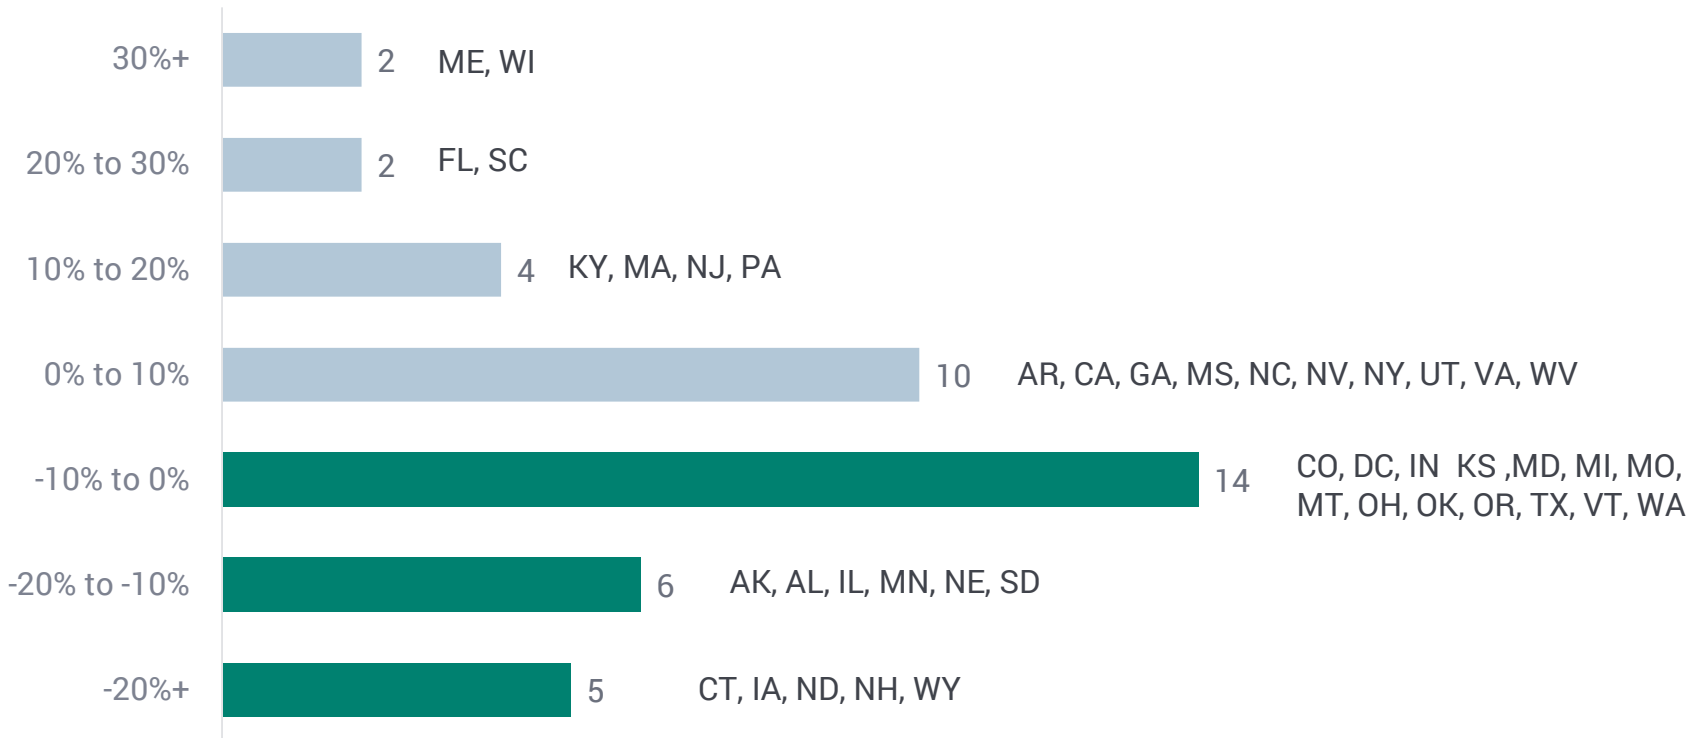 30%+ 2 ME, WI
20% to 30% 2 FL, SC
10% to 20% 4 KY, MA, NJ, PA
0% to 10% 10 AR, CA, GA, MS, NC, NV, NY, UT, VA, WV
-10% to 0% 14 CO, DC, IN  KS ,MD, MI, MO,
MT, OH, OK, OR, TX, VT, WA
-20% to -10% 6 AK, AL, IL, MN, NE, SD
-20%+ 5 CT, IA, ND, NH, WY